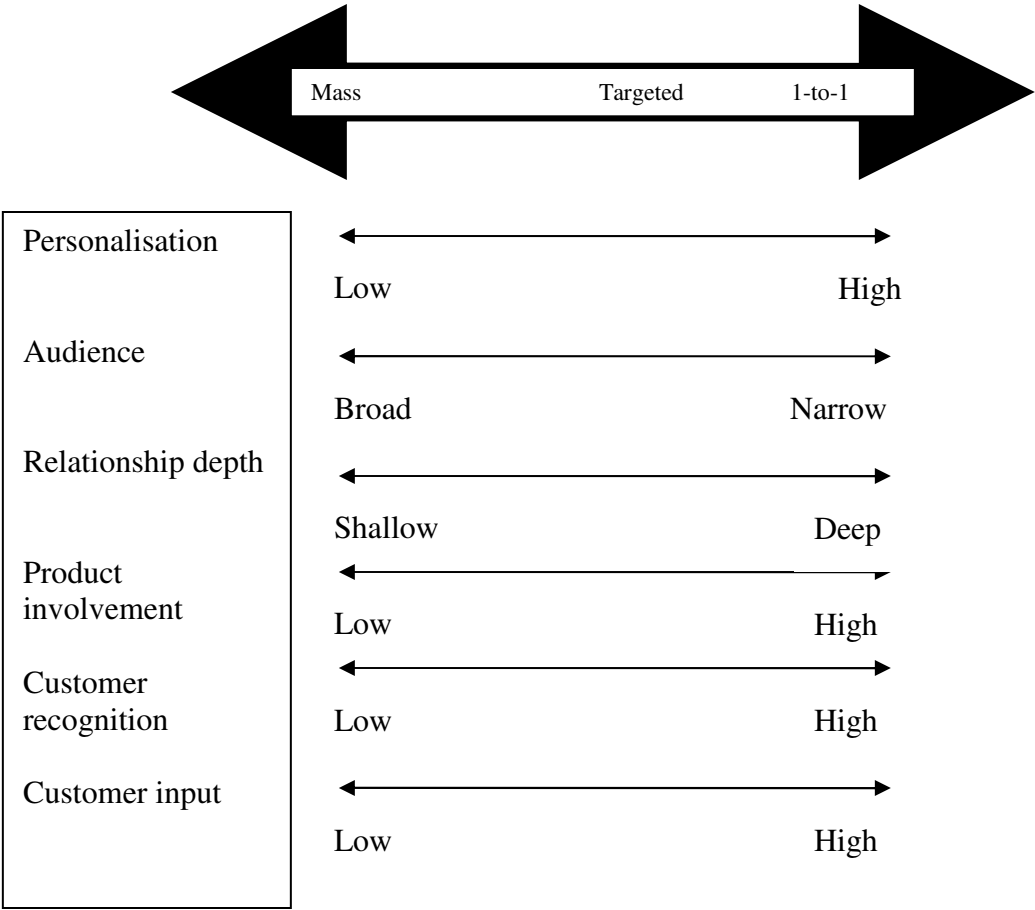 Mass Targeted 1-to-1
Personalisation
Low High
Audience
Broad Narrow
Relationship depth
Shallow Deep
Product
involvement
Low High
Customer
recognition
Low High
Customer input
Low High